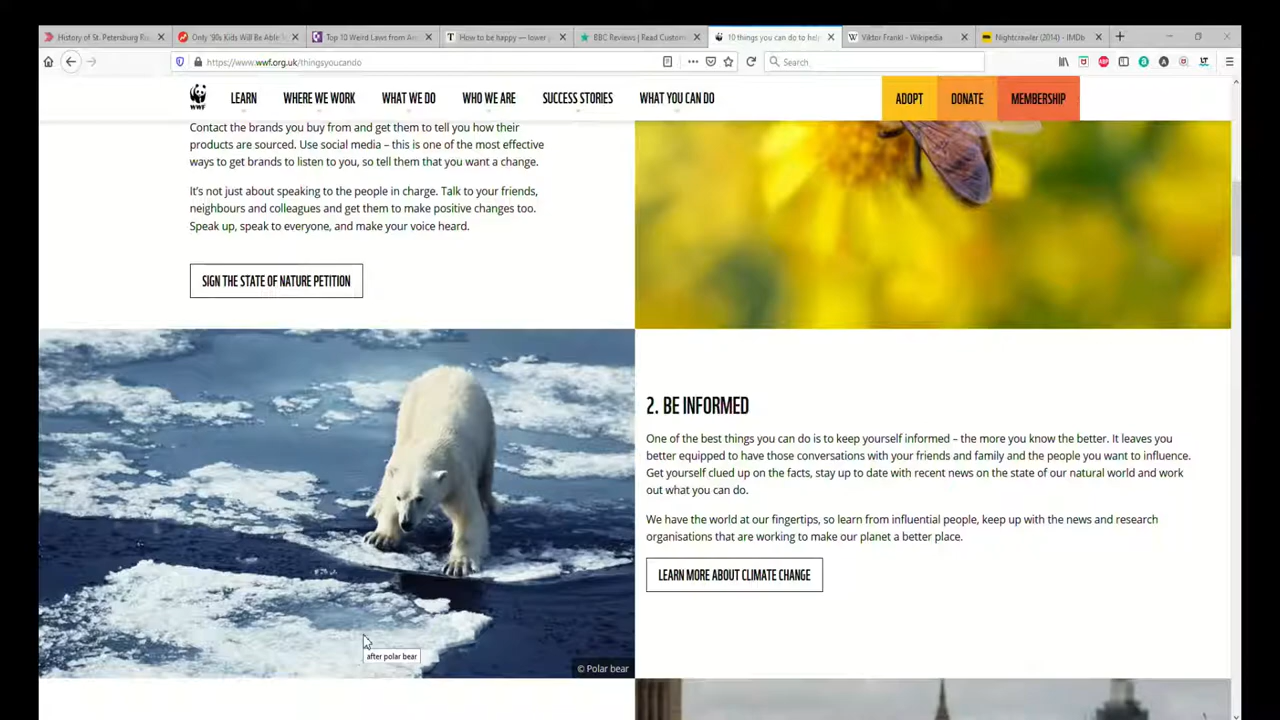 History of St. Petersburg Ru
Only '90s Kids Will Be Able
Top 10 Weird Laws from Ar
How to be happy — lower
BBC Reviews | Read Custom
10 things you can do to help
Viktor Frankl - Wikipedia
Nightcrawler (2014) - IMDb
https://www.wwf.org.uk/thingsyoucando
Search
WWF
LEARN
WHERE WE WORK
WHAT WE DO
WHO WE ARE
SUCCESS STORIES
WHAT YOU CAN DO
ADOPT
DONATE
MEMBERSHIP
Contact the brands you buy from and get them to tell you how their
products are sourced. Use social media – this is one of the most effective
ways to get brands to listen to you, so tell them that you want a change.
It's not just about speaking to the people in charge. Talk to your friends,
neighbours and colleagues and get them to make positive changes too.
Speak up, speak to everyone, and make your voice heard.
SIGN THE STATE OF NATURE PETITION
2. BE INFORMED
One of the best things you can do is to keep yourself informed – the more you know the better. It leaves you
better equipped to have those conversations with your friends and family and the people you want to influence.
Get yourself clued up on the facts, stay up to date with recent news on the state of our natural world and work
out what you can do.
We have the world at our fingertips, so learn from influential people, keep up with the news and research
organisations that are working to make our planet a better place.
LEARN MORE ABOUT CLIMATE CHANGE
after polar bear
© Polar bear